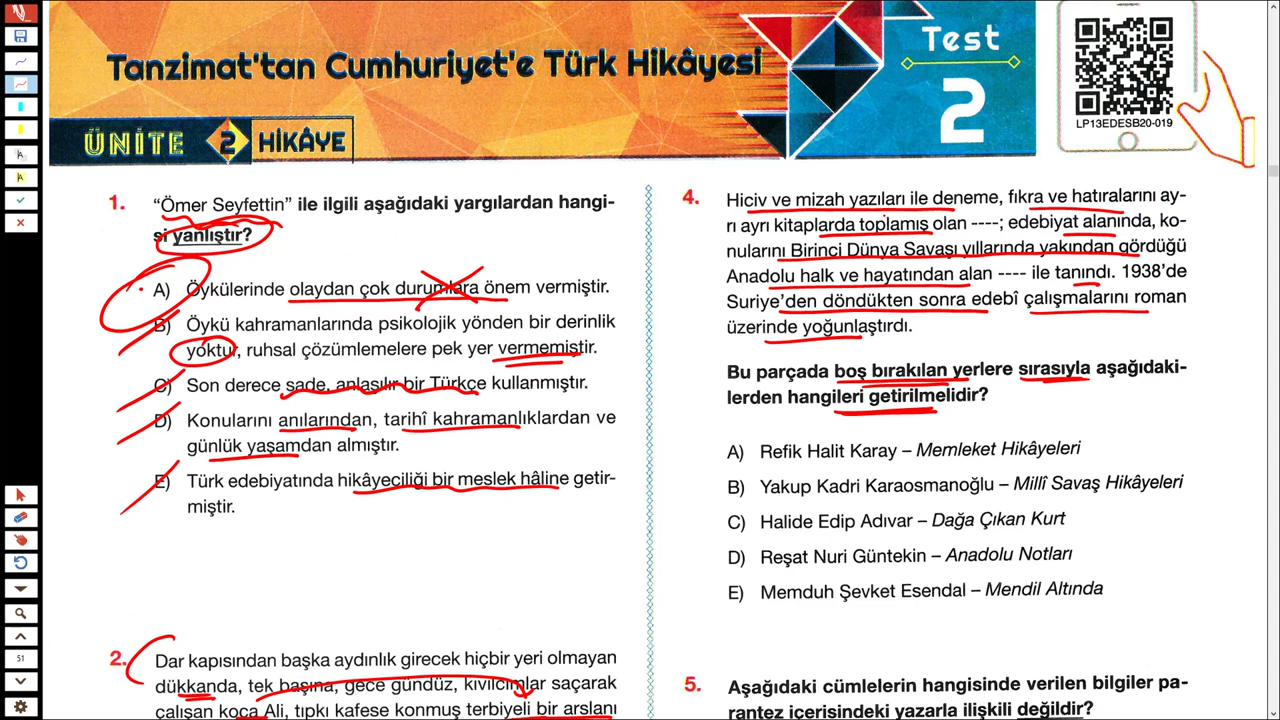 Tanzimat'tan Cumhuriyet'e Türk Hikâyesi
Test
2
ÜNİTE 2 HİKÂYE
LP13EDESB20-019
1. “Ömer Seyfettin” ile ilgili aşağıdaki yargılardan hangi-
si yanlıştır?
A) Öykülerinde olaydan çok durumlara önem vermiştir.
B) Öykü kahramanlarında psikolojik yönden bir derinlik
yoktur, ruhsal çözümlemelere pek yer vermemiştir.
C) Son derece sade, anlaşılır bir Türkçe kullanmıştır.
D) Konularını anılarından, tarihî kahramanlıklardan ve
günlük yaşamdan almıştır.
E) Türk edebiyatında hikâyeciliği bir meslek hâline getir-
miştir.
2. Dar kapısından başka aydınlık girecek hiçbir yeri olmayan
dükkanda, tek başına, gece gündüz, kıvılcımlar saçarak
çalışan koca Ali, tıpkı kafese konmuş terbiyeli bir arslanı
4. Hiciv ve mizah yazıları ile deneme, fıkra ve hatıralarını ay-
rı ayrı kitaplarda toplamış olan ----; edebiyat alanında, ko-
nularını Birinci Dünya Savaşı yıllarında yakından gördüğü
Anadolu halk ve hayatından alan ---- ile tanındı. 1938’de
Suriye’den döndükten sonra edebî çalışmalarını roman
üzerinde yoğunlaştırdı.
Bu parçada boş bırakılan yerlere sırasıyla aşağıdaki-
lerden hangileri getirilmelidir?
A) Refik Halit Karay – Memleket Hikâyeleri
B) Yakup Kadri Karaosmanoğlu – Millî Savaş Hikâyeleri
C) Halide Edip Adıvar – Dağa Çıkan Kurt
D) Reşat Nuri Güntekin – Anadolu Notları
E) Memduh Şevket Esendal – Mendil Altında
5. Aşağıdaki cümlelerin hangisinde verilen bilgiler pa-
rantez içerisindeki yazarla ilişkili değildir?
51